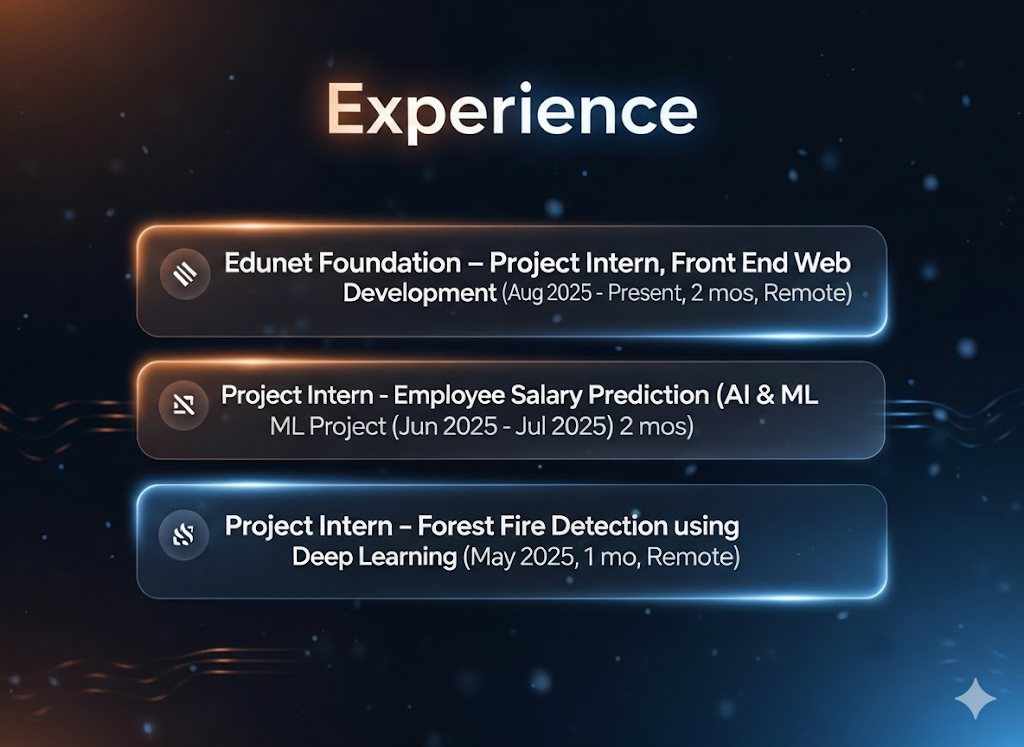 Experience
Edunet Foundation – Project Intern, Front End Web
Development (Aug 2025 - Present, 2 mos, Remote)
Project Intern - Employee Salary Prediction (AI & ML
ML Project (Jun 2025 - Jul 2025) 2 mos)
Project Intern – Forest Fire Detection using
Deep Learning (May 2025, 1 mo, Remote)